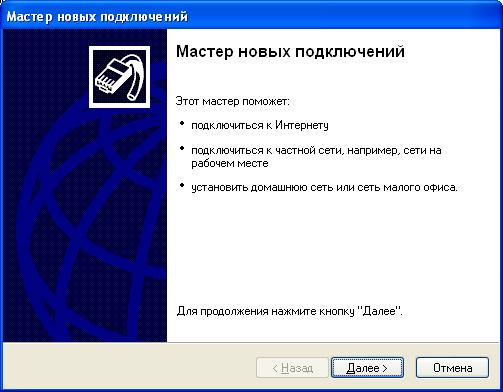 Мастер новых подключений
Мастер новых подключений
Этот мастер поможет:
• подключиться к Интернету
• подключиться к частной сети, например, сети на
рабочем месте
• установить домашнюю сеть или сеть малого офиса.
Для продолжения нажмите кнопку "Далее".
< Назад
Далее >
Отмена